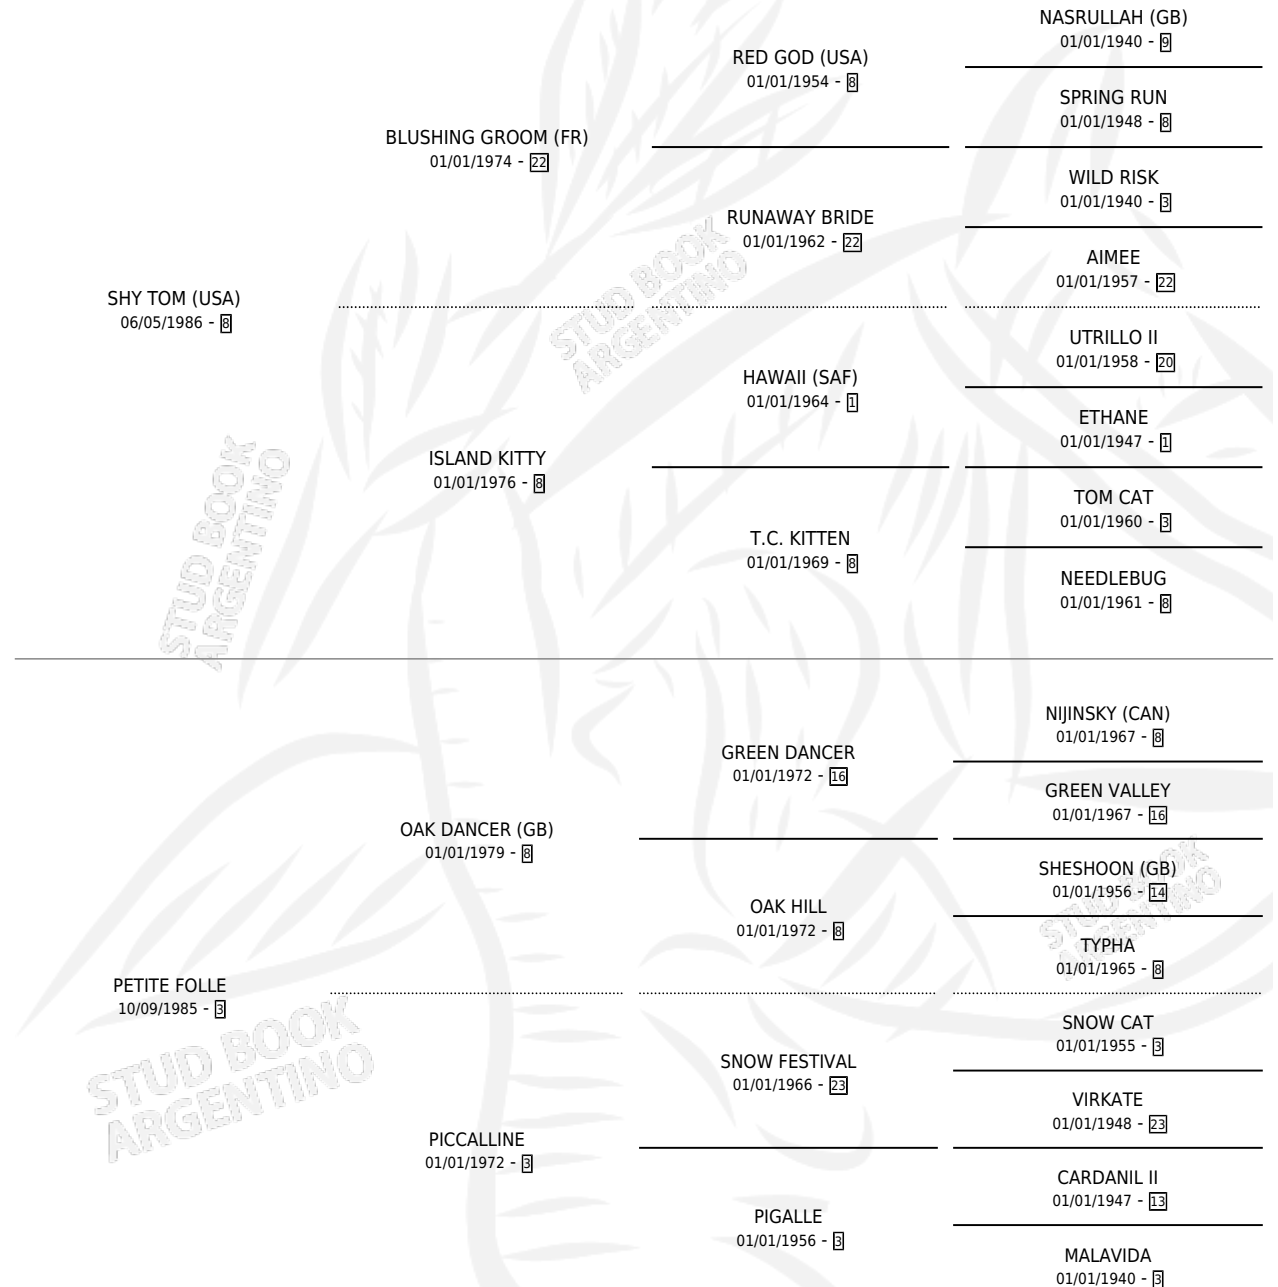 NASRULLAH (GB)
01/01/1940 - 9
RED GOD (USA)
01/01/1954 - 8
SPRING RUN
01/01/1948 - 8
BLUSHING GROOM (FR)
01/01/1974 - 22
WILD RISK
01/01/1940 - 3
RUNAWAY BRIDE
01/01/1962 - 22
AIMEE
01/01/1957 - 22
SHY TOM (USA)
06/05/1986 - 8
UTRILLO II
01/01/1958 - 20
HAWAII (SAF)
01/01/1964 - 1
ETHANE
01/01/1947 - 1
ISLAND KITTY
01/01/1976 - 8
TOM CAT
01/01/1960 - 3
T.C. KITTEN
01/01/1969 - 8
NEEDLEBUG
01/01/1961 - 8
NIJINSKY (CAN)
01/01/1967 - 8
GREEN DANCER
01/01/1972 - 16
GREEN VALLEY
01/01/1967 - 16
OAK DANCER (GB)
01/01/1979 - 8
SHESHOON (GB)
01/01/1956 - 14
OAK HILL
01/01/1972 - 8
TYPHA
01/01/1965 - 8
PETITE FOLLE
10/09/1985 - 3
SNOW CAT
01/01/1955 - 3
SNOW FESTIVAL
01/01/1966 - 23
VIRKATE
01/01/1948 - 23
PICCALLINE
01/01/1972 - 3
CARDANIL II
01/01/1947 - 13
PIGALLE
01/01/1956 - 3
MALAVIDA
01/01/1940 - 3
STUD BOOK
ARGENTINO
STUD BOOK
ARGENTINO
STUD BOOK
ARGENTINO
STUD BOOK
ARGENTINO